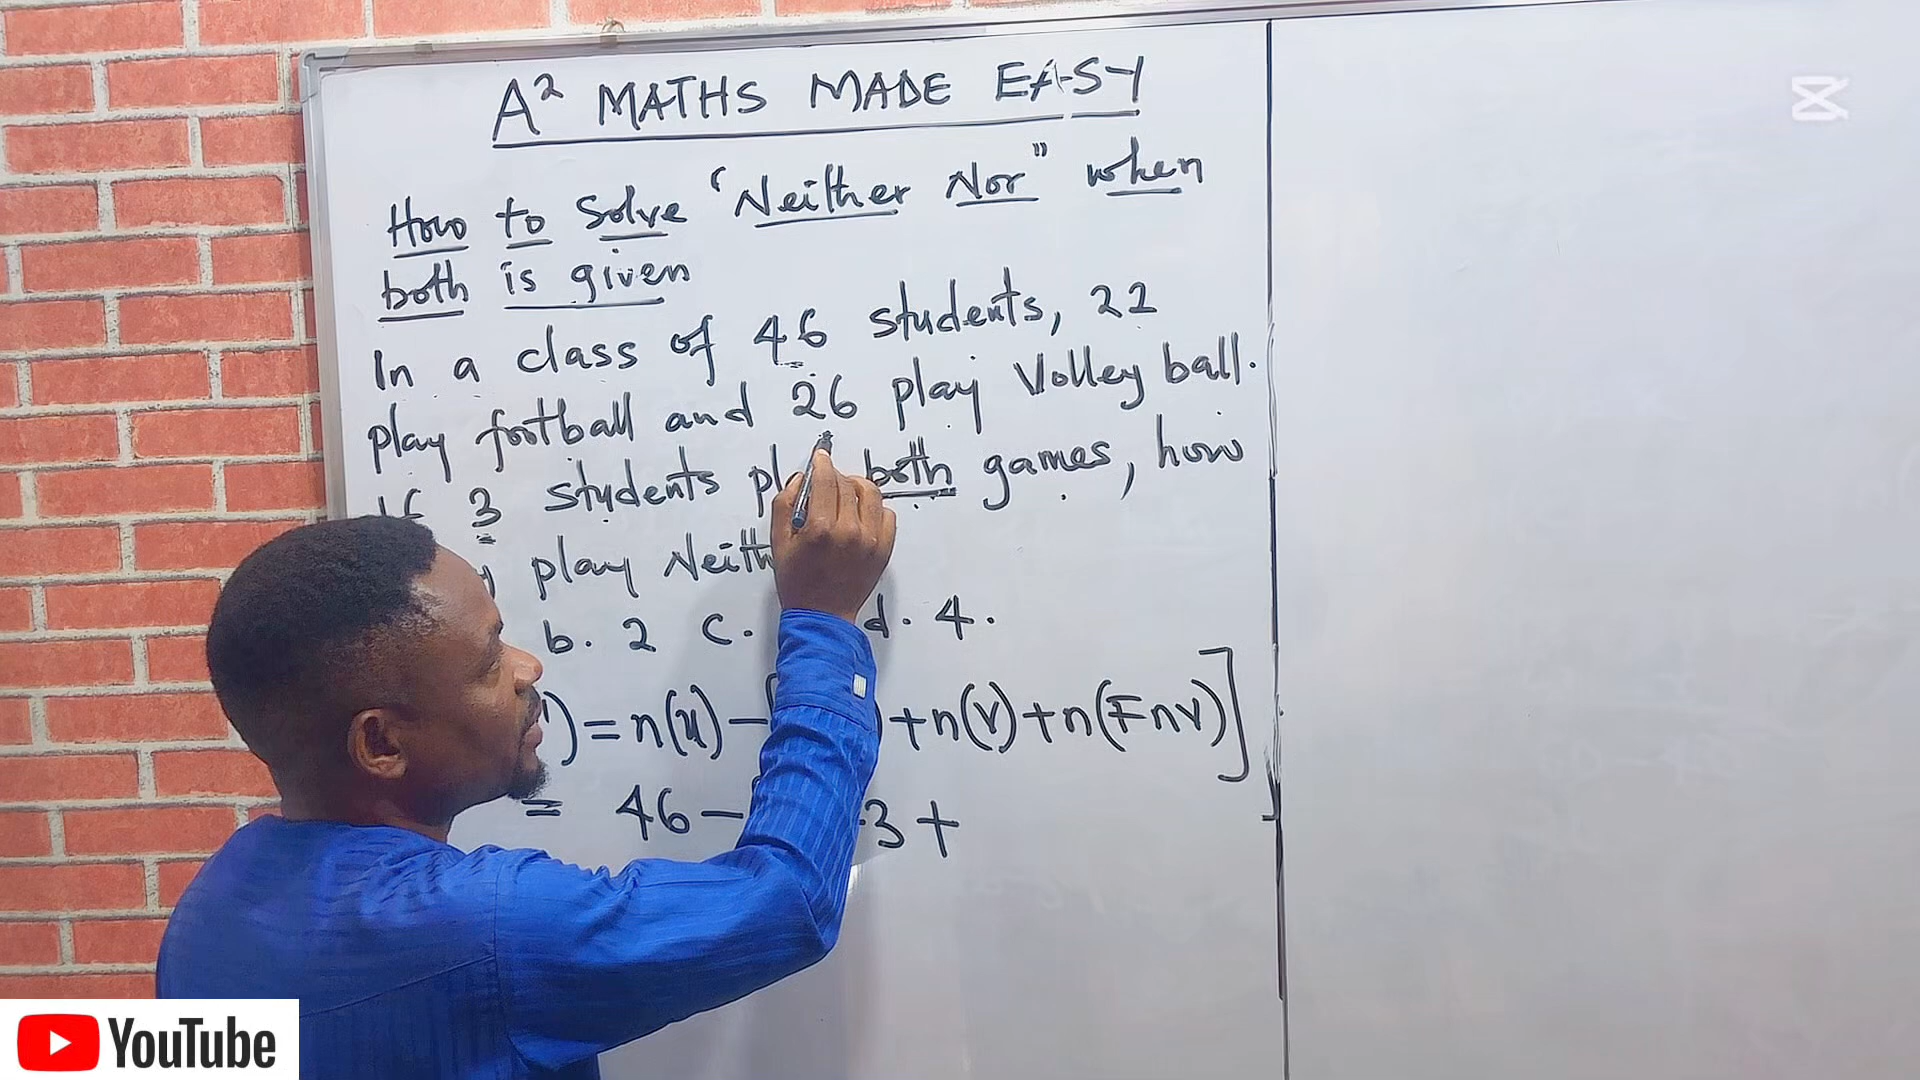 A² MATHS MADE EASY
How to Solve "Neither Nor" when
both is given
In a class of 46 students, 22
play football and 26 play Volley ball.
If 3 students both games, how
play
b. 2 c. d. 4.
) = n(U) - + n(V) + n(F∩V)]
= 46 - 3 +
YouTube